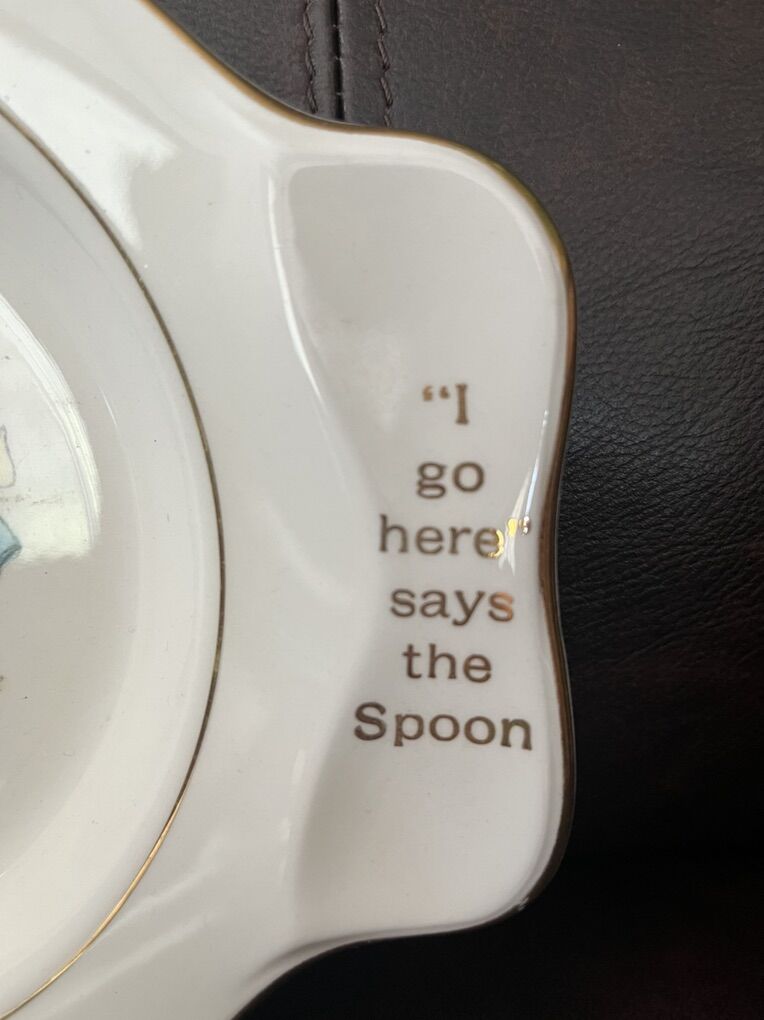 “I
go
here”
says
the
Spoon